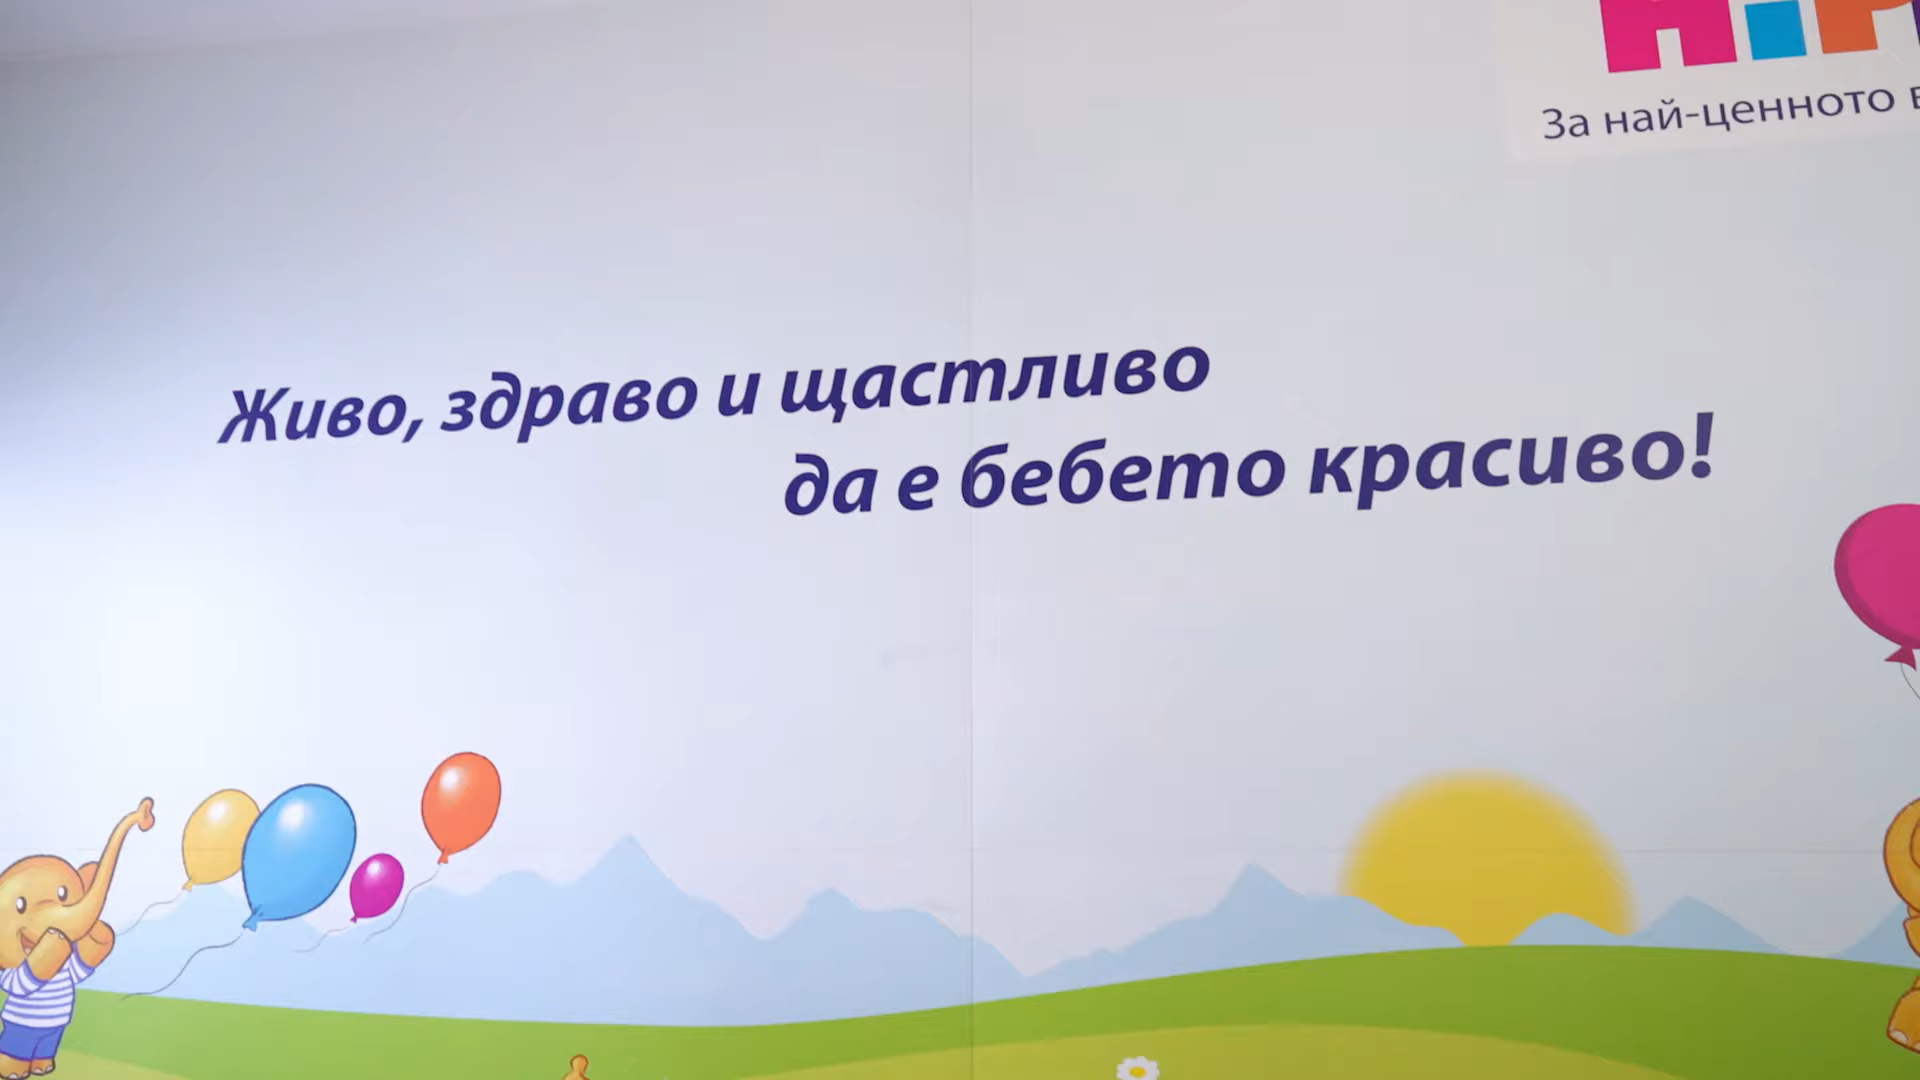 За най-ценното
Живо, здраво и щастливо
да е бебето красиво!